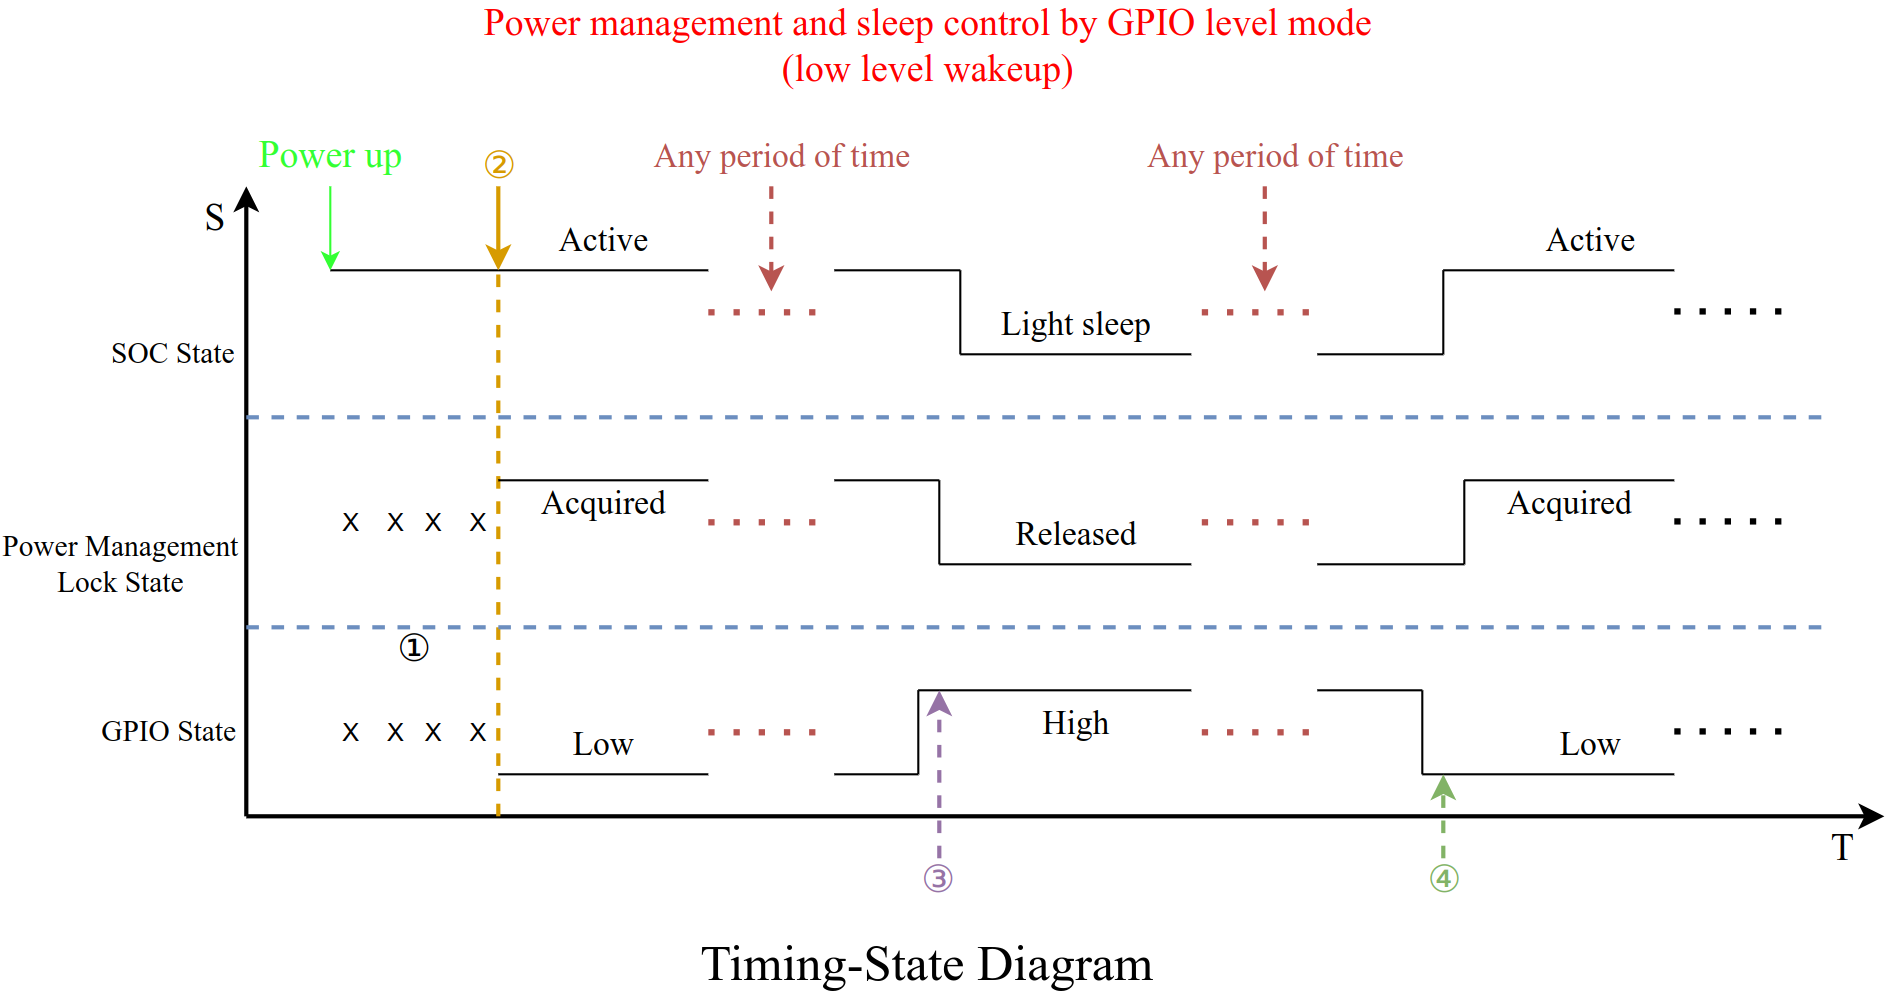 Power management and sleep control by GPIO level mode
(low level wakeup)
Power up
②
Any period of time
Any period of time
S
Active
Active
Light sleep
SOC State
Acquired
Acquired
X X X X
Released
Power Management
Lock State
①
GPIO State
X X X X
Low
High
Low
T
③
④
Timing-State Diagram